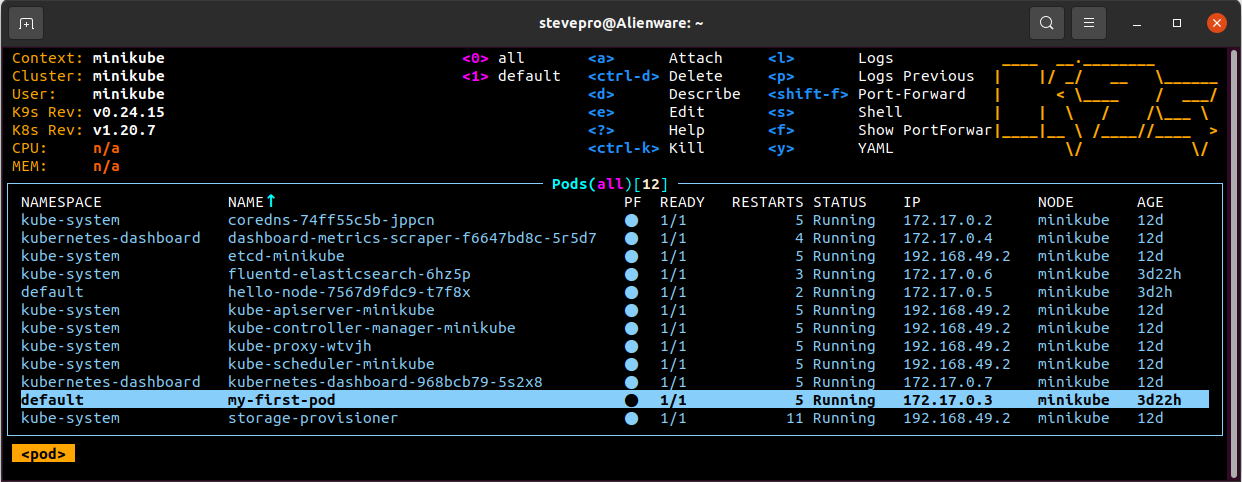 stevepro@Alienware: ~
Context: minikube <0> all <a> Attach <l> Logs
Cluster: minikube <1> default <ctrl-d> Delete <p> Logs Previous
User: minikube <d> Describe <shift-f> Port-Forward
K9s Rev: v0.24.15 <e> Edit <s> Shell
K8s Rev: v1.20.7 <?> Help <f> Show PortForwar
CPU: n/a <ctrl-k> Kill <y> YAML
MEM: n/a
Pods(all)[12]
NAMESPACE NAME↑ PF READY RESTARTS STATUS IP NODE AGE
kube-system coredns-74ff55c5b-jppcn ● 1/1 5 Running 172.17.0.2 minikube 12d
kubernetes-dashboard dashboard-metrics-scraper-f6647bd8c-5r5d7 ● 1/1 4 Running 172.17.0.4 minikube 12d
kube-system etcd-minikube ● 1/1 5 Running 192.168.49.2 minikube 12d
kube-system fluentd-elasticsearch-6hz5p ● 1/1 3 Running 172.17.0.6 minikube 3d22h
default hello-node-7567d9fdc9-t7f8x ● 1/1 2 Running 172.17.0.5 minikube 3d2h
kube-system kube-apiserver-minikube ● 1/1 5 Running 192.168.49.2 minikube 12d
kube-system kube-controller-manager-minikube ● 1/1 5 Running 192.168.49.2 minikube 12d
kube-system kube-proxy-wtvjh ● 1/1 5 Running 192.168.49.2 minikube 12d
kube-system kube-scheduler-minikube ● 1/1 5 Running 192.168.49.2 minikube 12d
kubernetes-dashboard kubernetes-dashboard-968bcb79-5s2x8 ● 1/1 5 Running 172.17.0.7 minikube 12d
default my-first-pod ● 1/1 5 Running 172.17.0.3 minikube 3d22h
kube-system storage-provisioner ● 1/1 11 Running 192.168.49.2 minikube 12d
<pod>